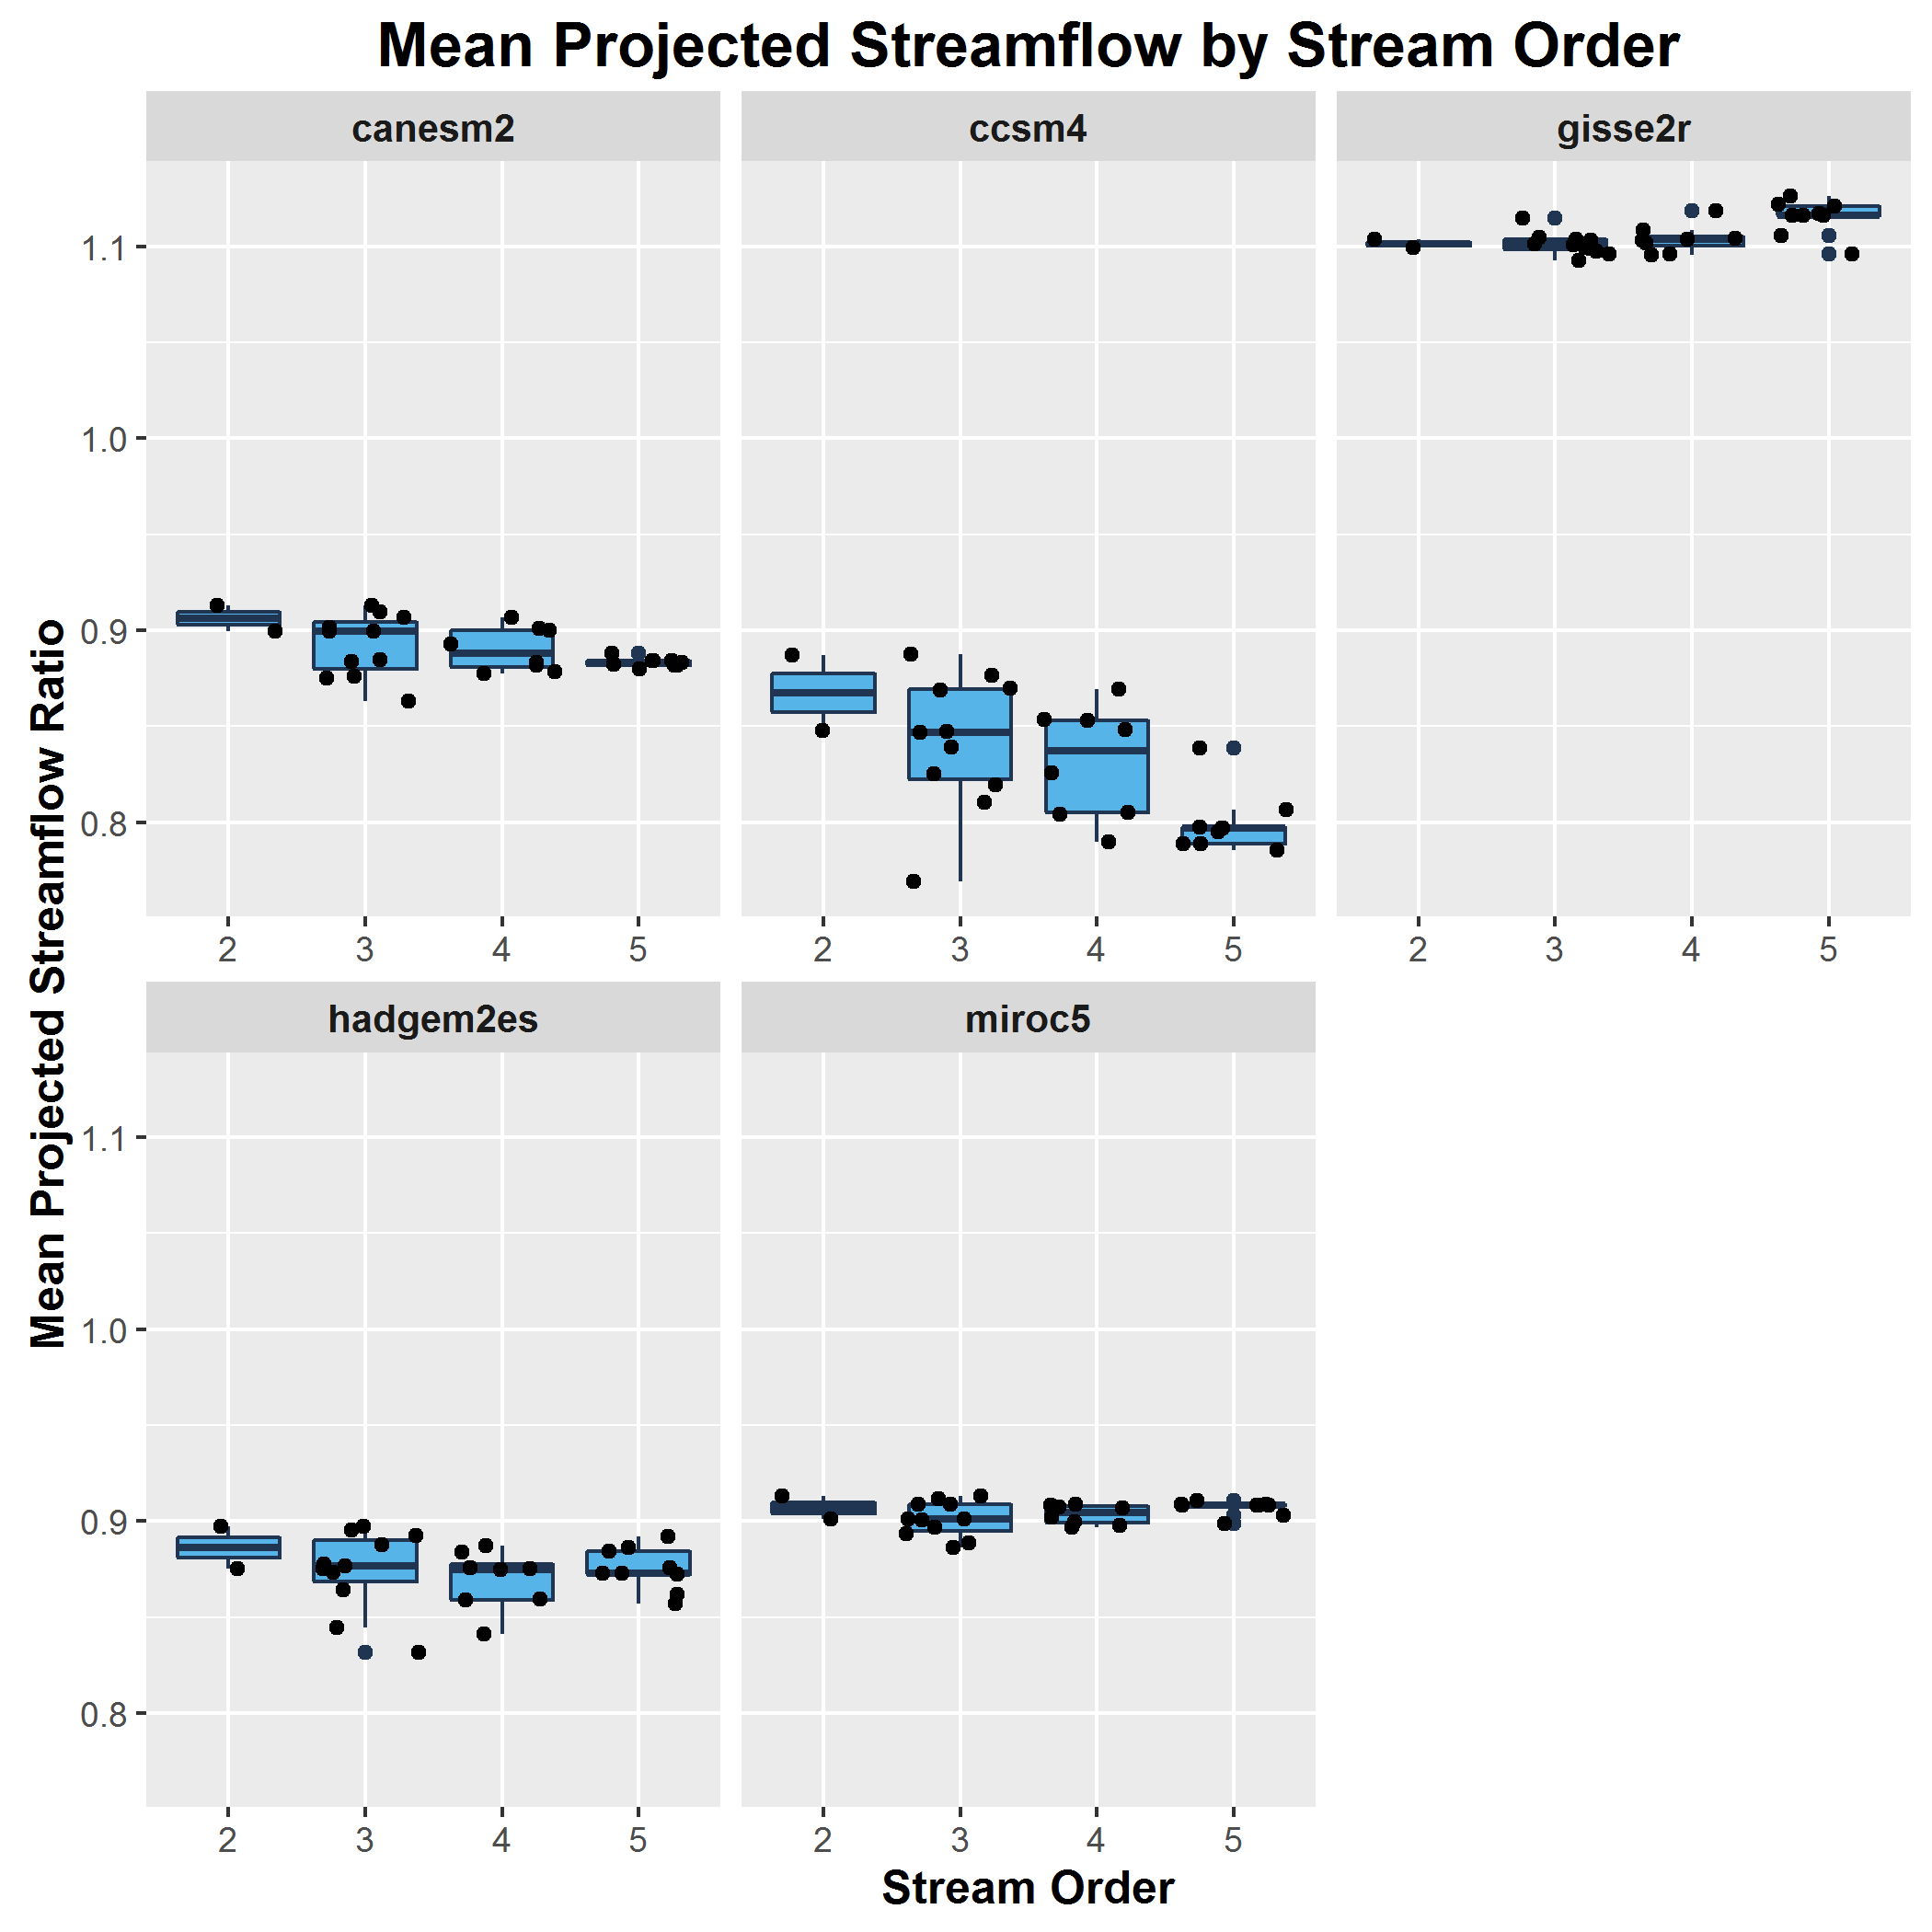 Mean Projected Streamflow by Stream Order
canesm2
ccsm4
gisse2r
Mean Projected Streamflow Ratio
1.1
1.0
0.9
0.8
2 3 4 5
2 3 4 5
2 3 4 5
hadgem2es
miroc5
1.1
1.0
0.9
0.8
2 3 4 5
2 3 4 5
Stream Order